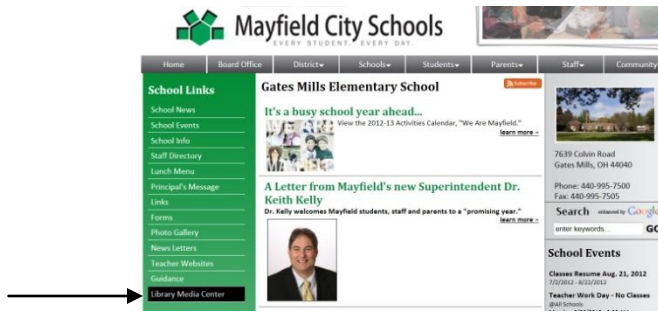 Mayfield City Schools
EVERY STUDENT. EVERY DAY.
Home Board Office District Schools Students Parents Staff Community
School Links
School News
School Events
School Info
Staff Directory
Lunch Menu
Principal's Message
Links
Forms
Photo Gallery
News Letters
Teacher Websites
Guidance
Library Media Center
Gates Mills Elementary School
Subscribe
It's a busy school year ahead...
View the 2012-13 Activities Calendar, "We Are Mayfield."
learn more »
A Letter from Mayfield's new Superintendent Dr.
Keith Kelly
Dr. Kelly welcomes Mayfield students, staff and parents to a "promising year."
learn more »
7639 Colvin Road
Gates Mills, OH 44040
Phone: 440-995-7500
Fax: 440-995-7505
Search enhanced by Google
enter keywords... GO
School Events
Classes Resume Aug. 21, 2012
7/2/2012 - 8/22/2012
Teacher Work Day - No Classes
@All Schools